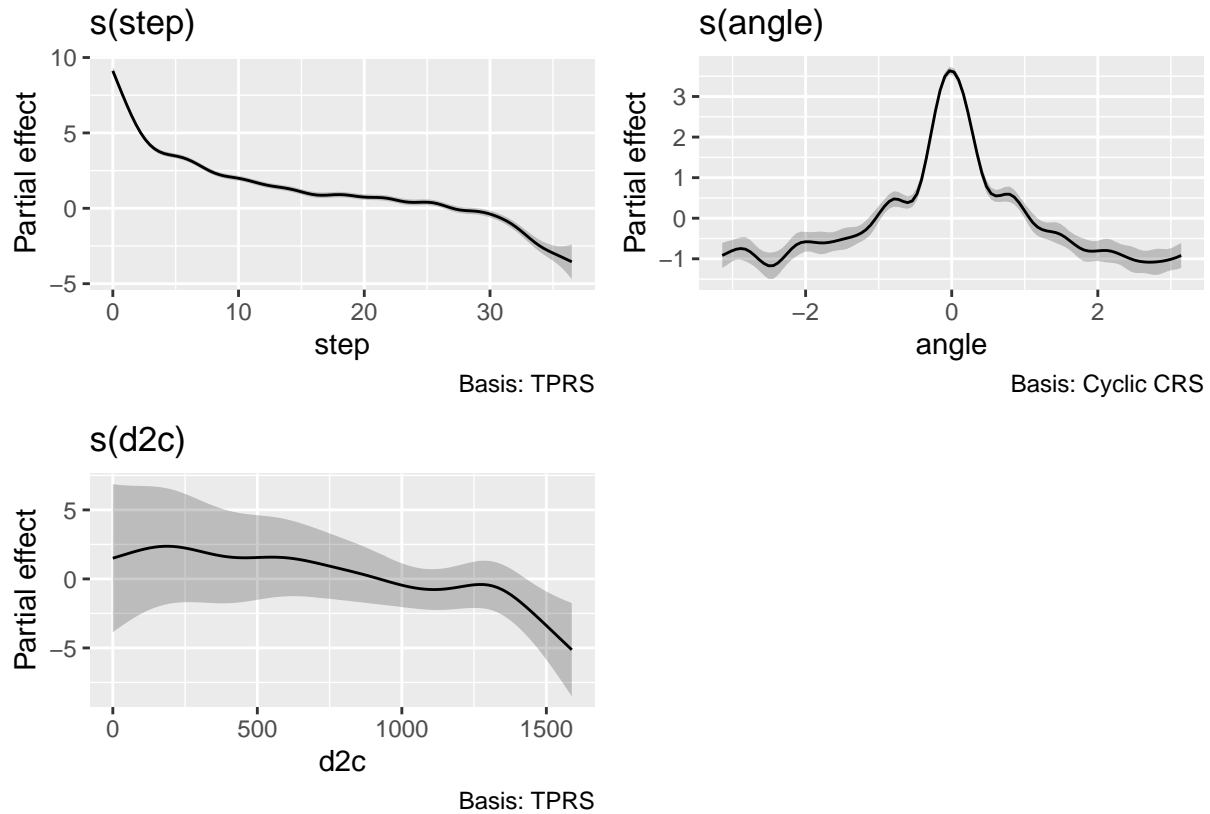 s(step)
Partial effect
10
5
0
−5
0 10 20 30
step
Basis: TPRS
s(angle)
Partial effect
3
2
1
0
−1
−2 0 2
angle
Basis: Cyclic CRS
s(d2c)
Partial effect
5
0
−5
0 500 1000 1500
d2c
Basis: TPRS